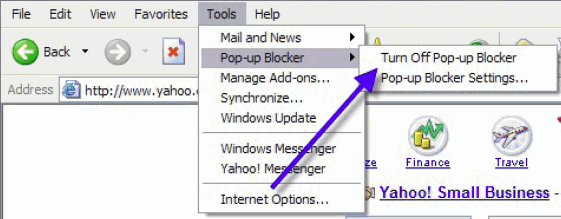 File Edit View Favorites Tools Help
Back
Mail and News
Pop-up Blocker
Turn Off Pop-up Blocker
Manage Add-ons...
Pop-up Blocker Settings...
Synchronize...
Windows Update
Address http://www.yahoo.
Windows Messenger
Yahoo! Messenger
Finance Travel
Internet Options...
Yahoo! Small Business -